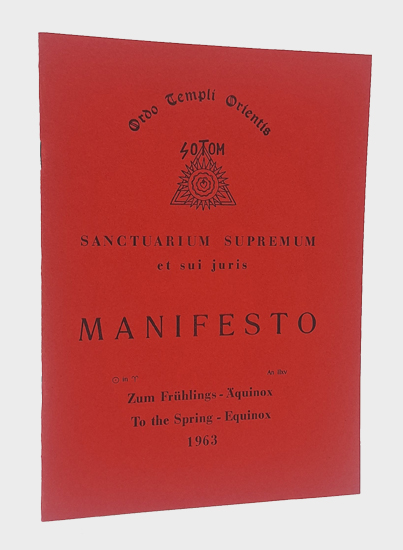 Ordo Templi Orientis
SOTOM
SANCTUARIUM SUPREMUM
et sui juris
MANIFESTO
Zum Frühlings - Äquinox
To the Spring - Equinox
1963